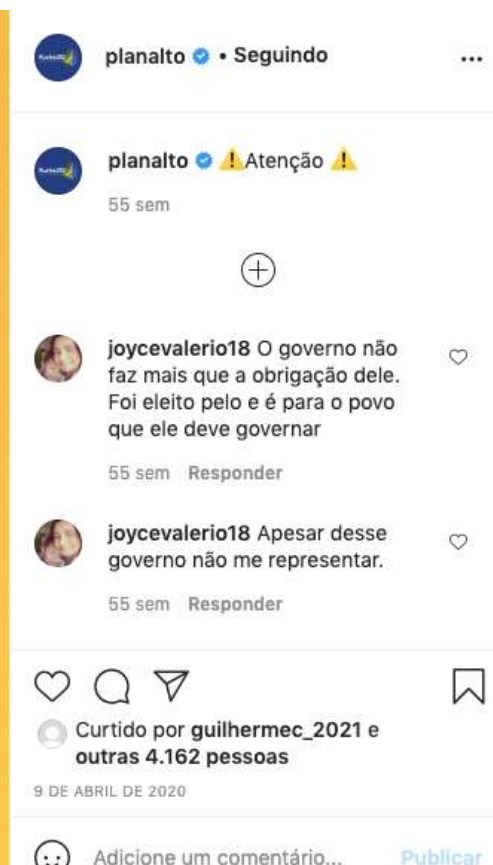 planalto • Seguindo
planalto ⚠️Atenção ⚠️
55 sem
joycevalerio18 O governo não
faz mais que a obrigação dele.
Foi eleito pelo e é para o povo
que ele deve governar
55 sem Responder
joycevalerio18 Apesar desse
governo não me representar.
55 sem Responder
Curtido por guilhermec_2021 e
outras 4.162 pessoas
9 DE ABRIL DE 2020
Adicione um comentário... Publicar